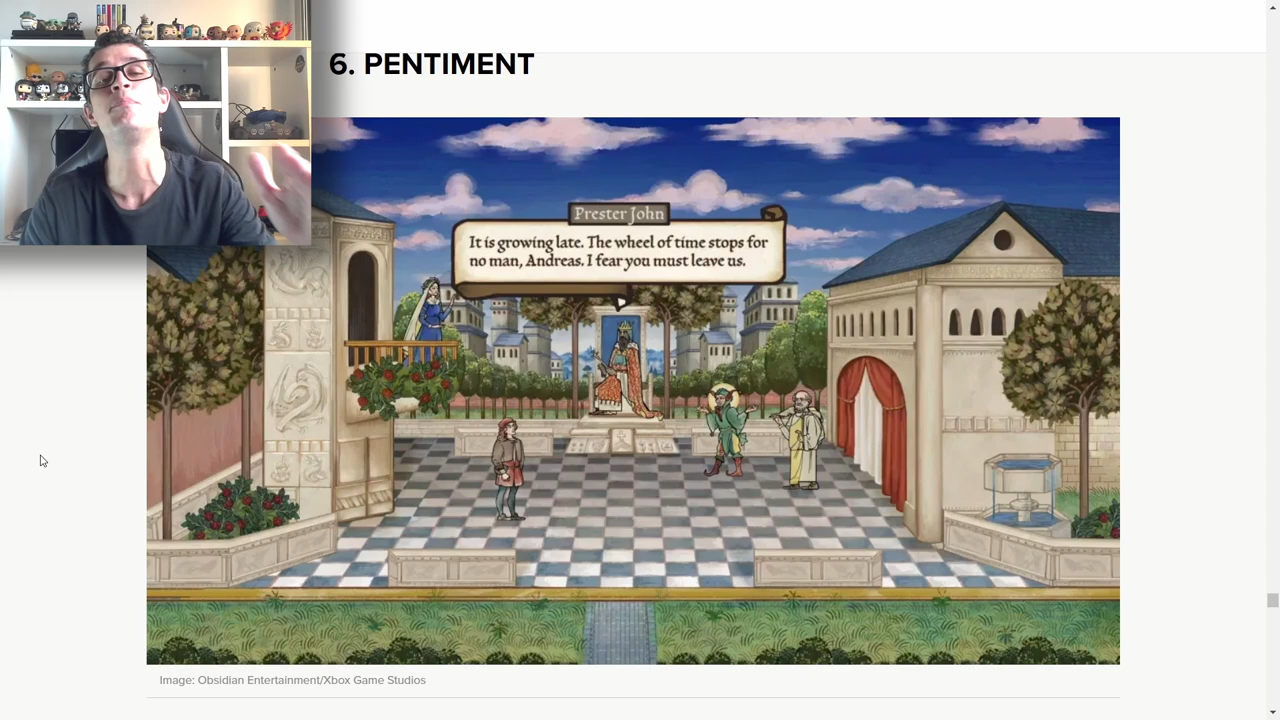 6. PENTIMENT
Prester John
It is growing late. The wheel of time stops for
no man, Andreas. I fear you must leave us.
Image: Obsidian Entertainment/Xbox Game Studios